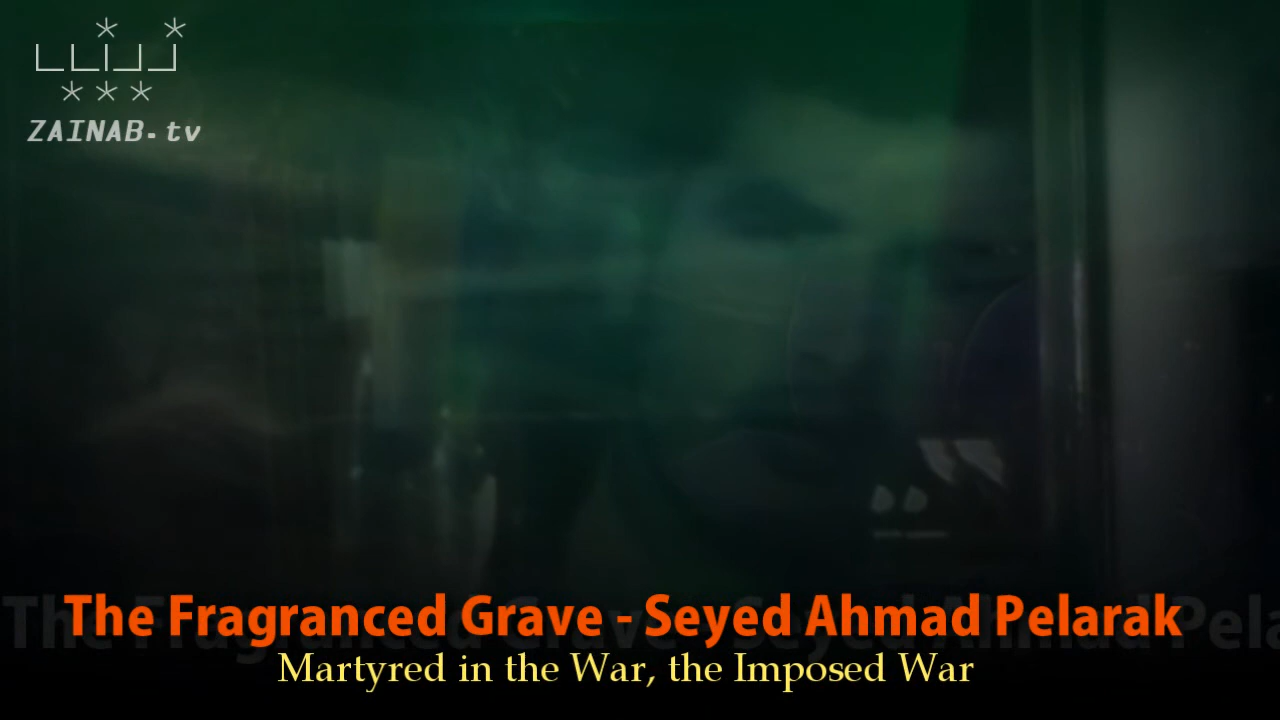 ZAINAB.tv
The Fragranced Grave - Seyed Ahmad Pelarak
Martyred in the War, the Imposed War